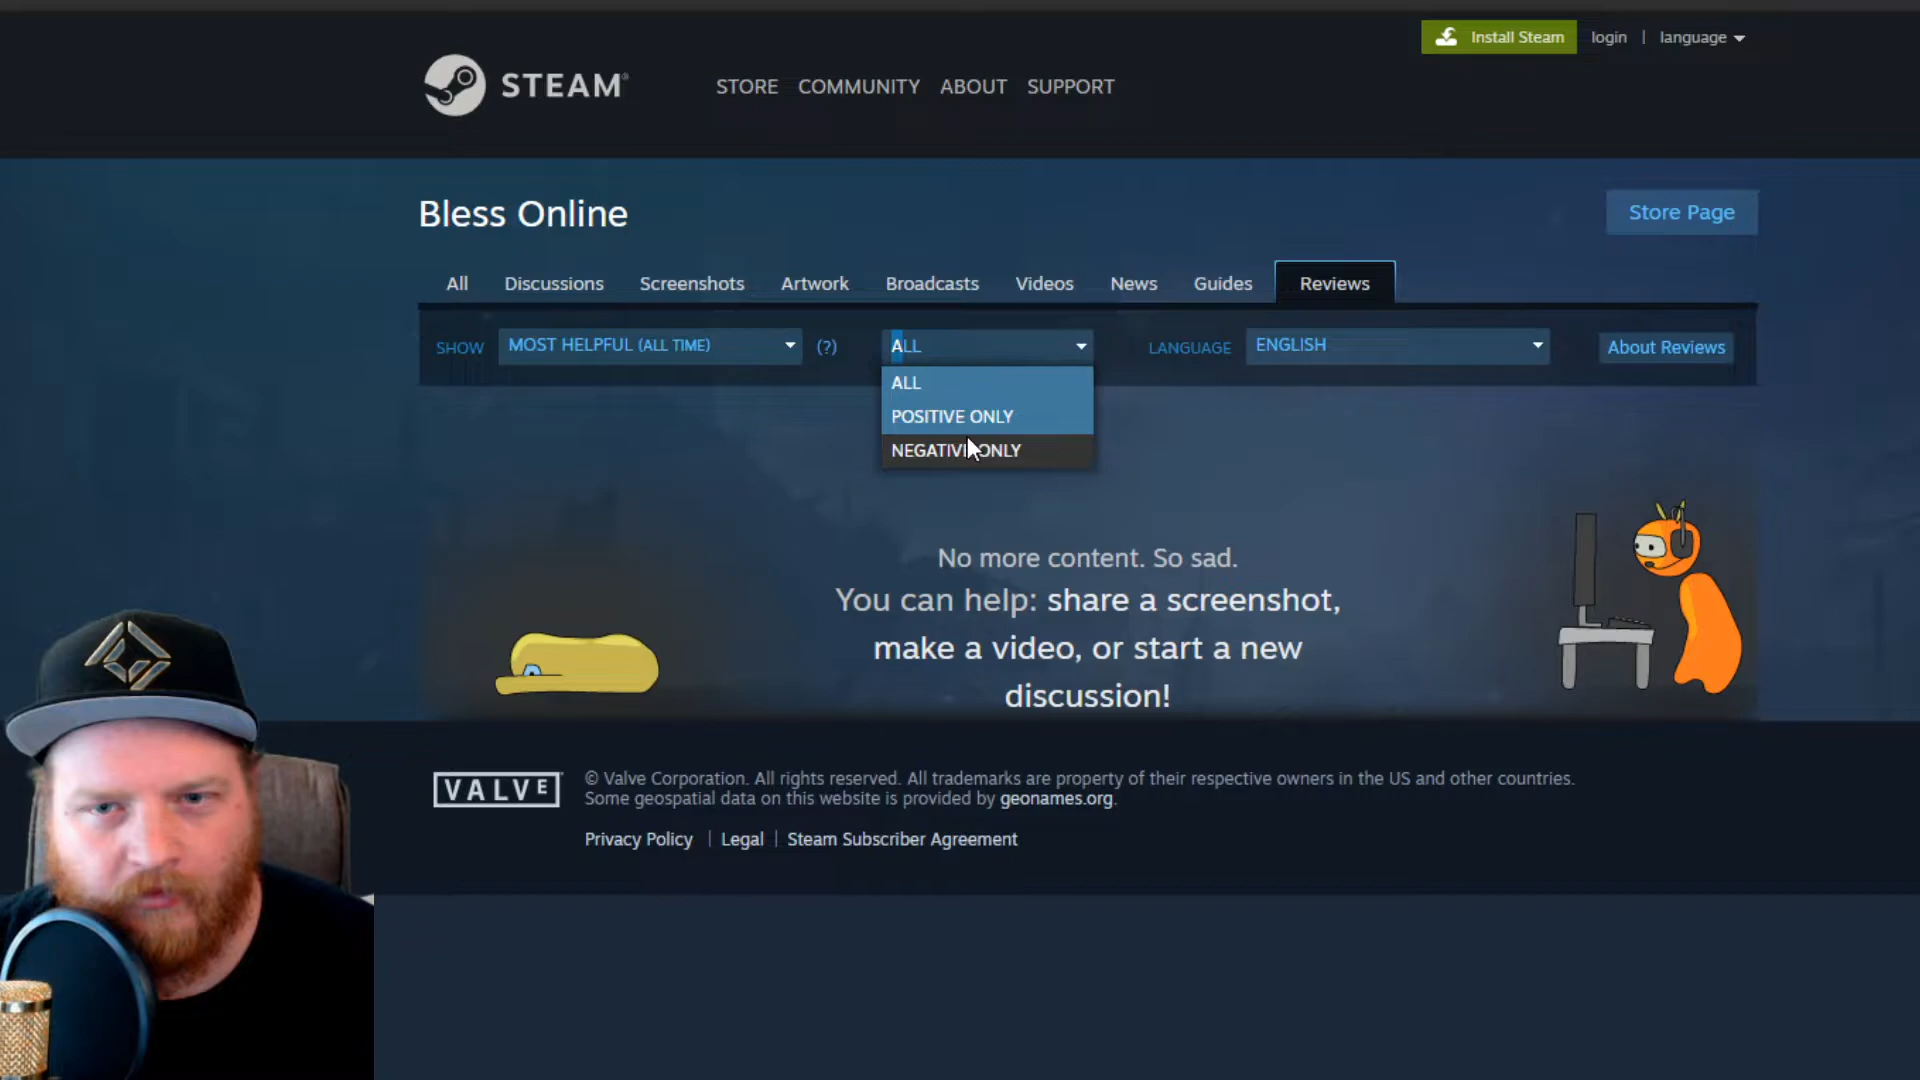 Install Steam
login | language
STEAM®
STORE COMMUNITY ABOUT SUPPORT
Bless Online
Store Page
All Discussions Screenshots Artwork Broadcasts Videos News Guides Reviews
SHOW MOST HELPFUL (ALL TIME) (?) ALL LANGUAGE ENGLISH About Reviews
ALL
POSITIVE ONLY
NEGATIVE ONLY
No more content. So sad.
You can help: share a screenshot,
make a video, or start a new
discussion!
VALVE
© Valve Corporation. All rights reserved. All trademarks are property of their respective owners in the US and other countries.
Some geospatial data on this website is provided by geonames.org.
Privacy Policy | Legal | Steam Subscriber Agreement